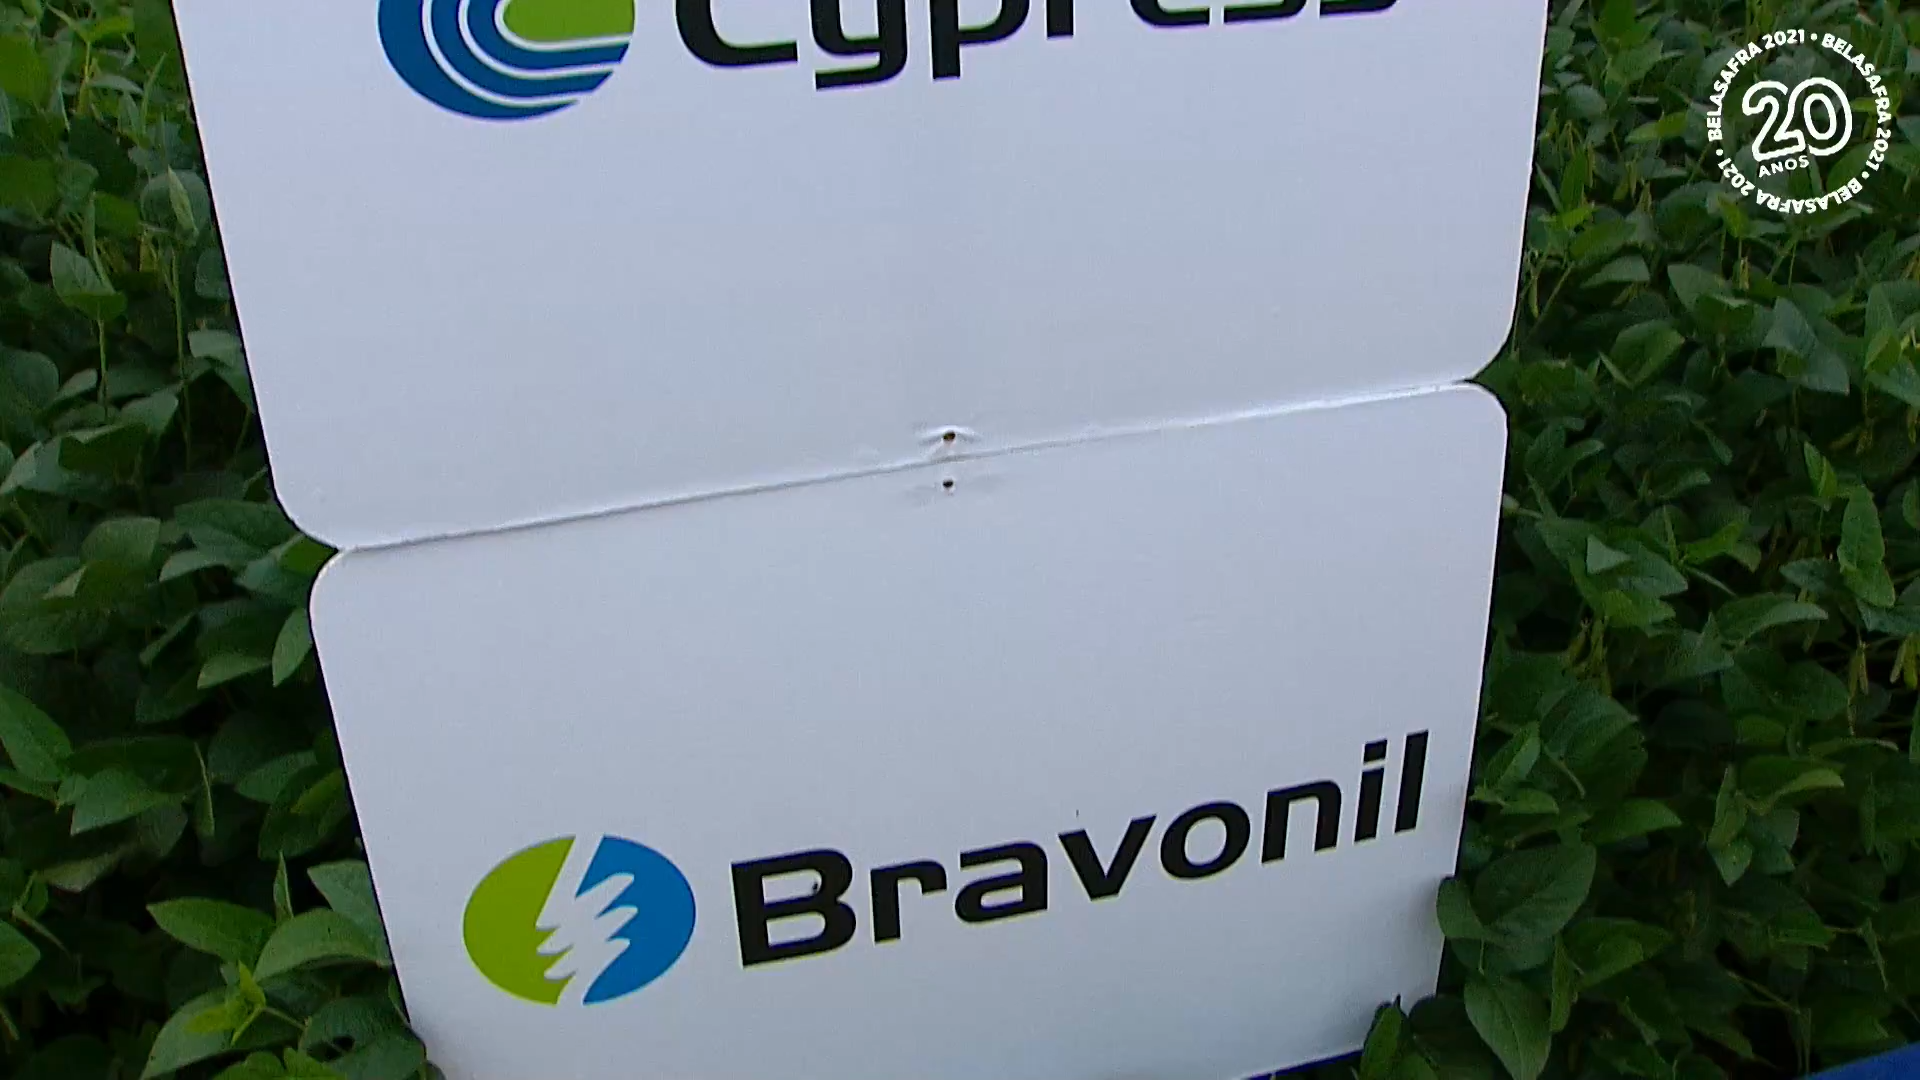 Cypress
BELASAFRA 2021 • BELASAFRA 2021 • BELASAFRA 2021 •
20
ANOS
Bravonil